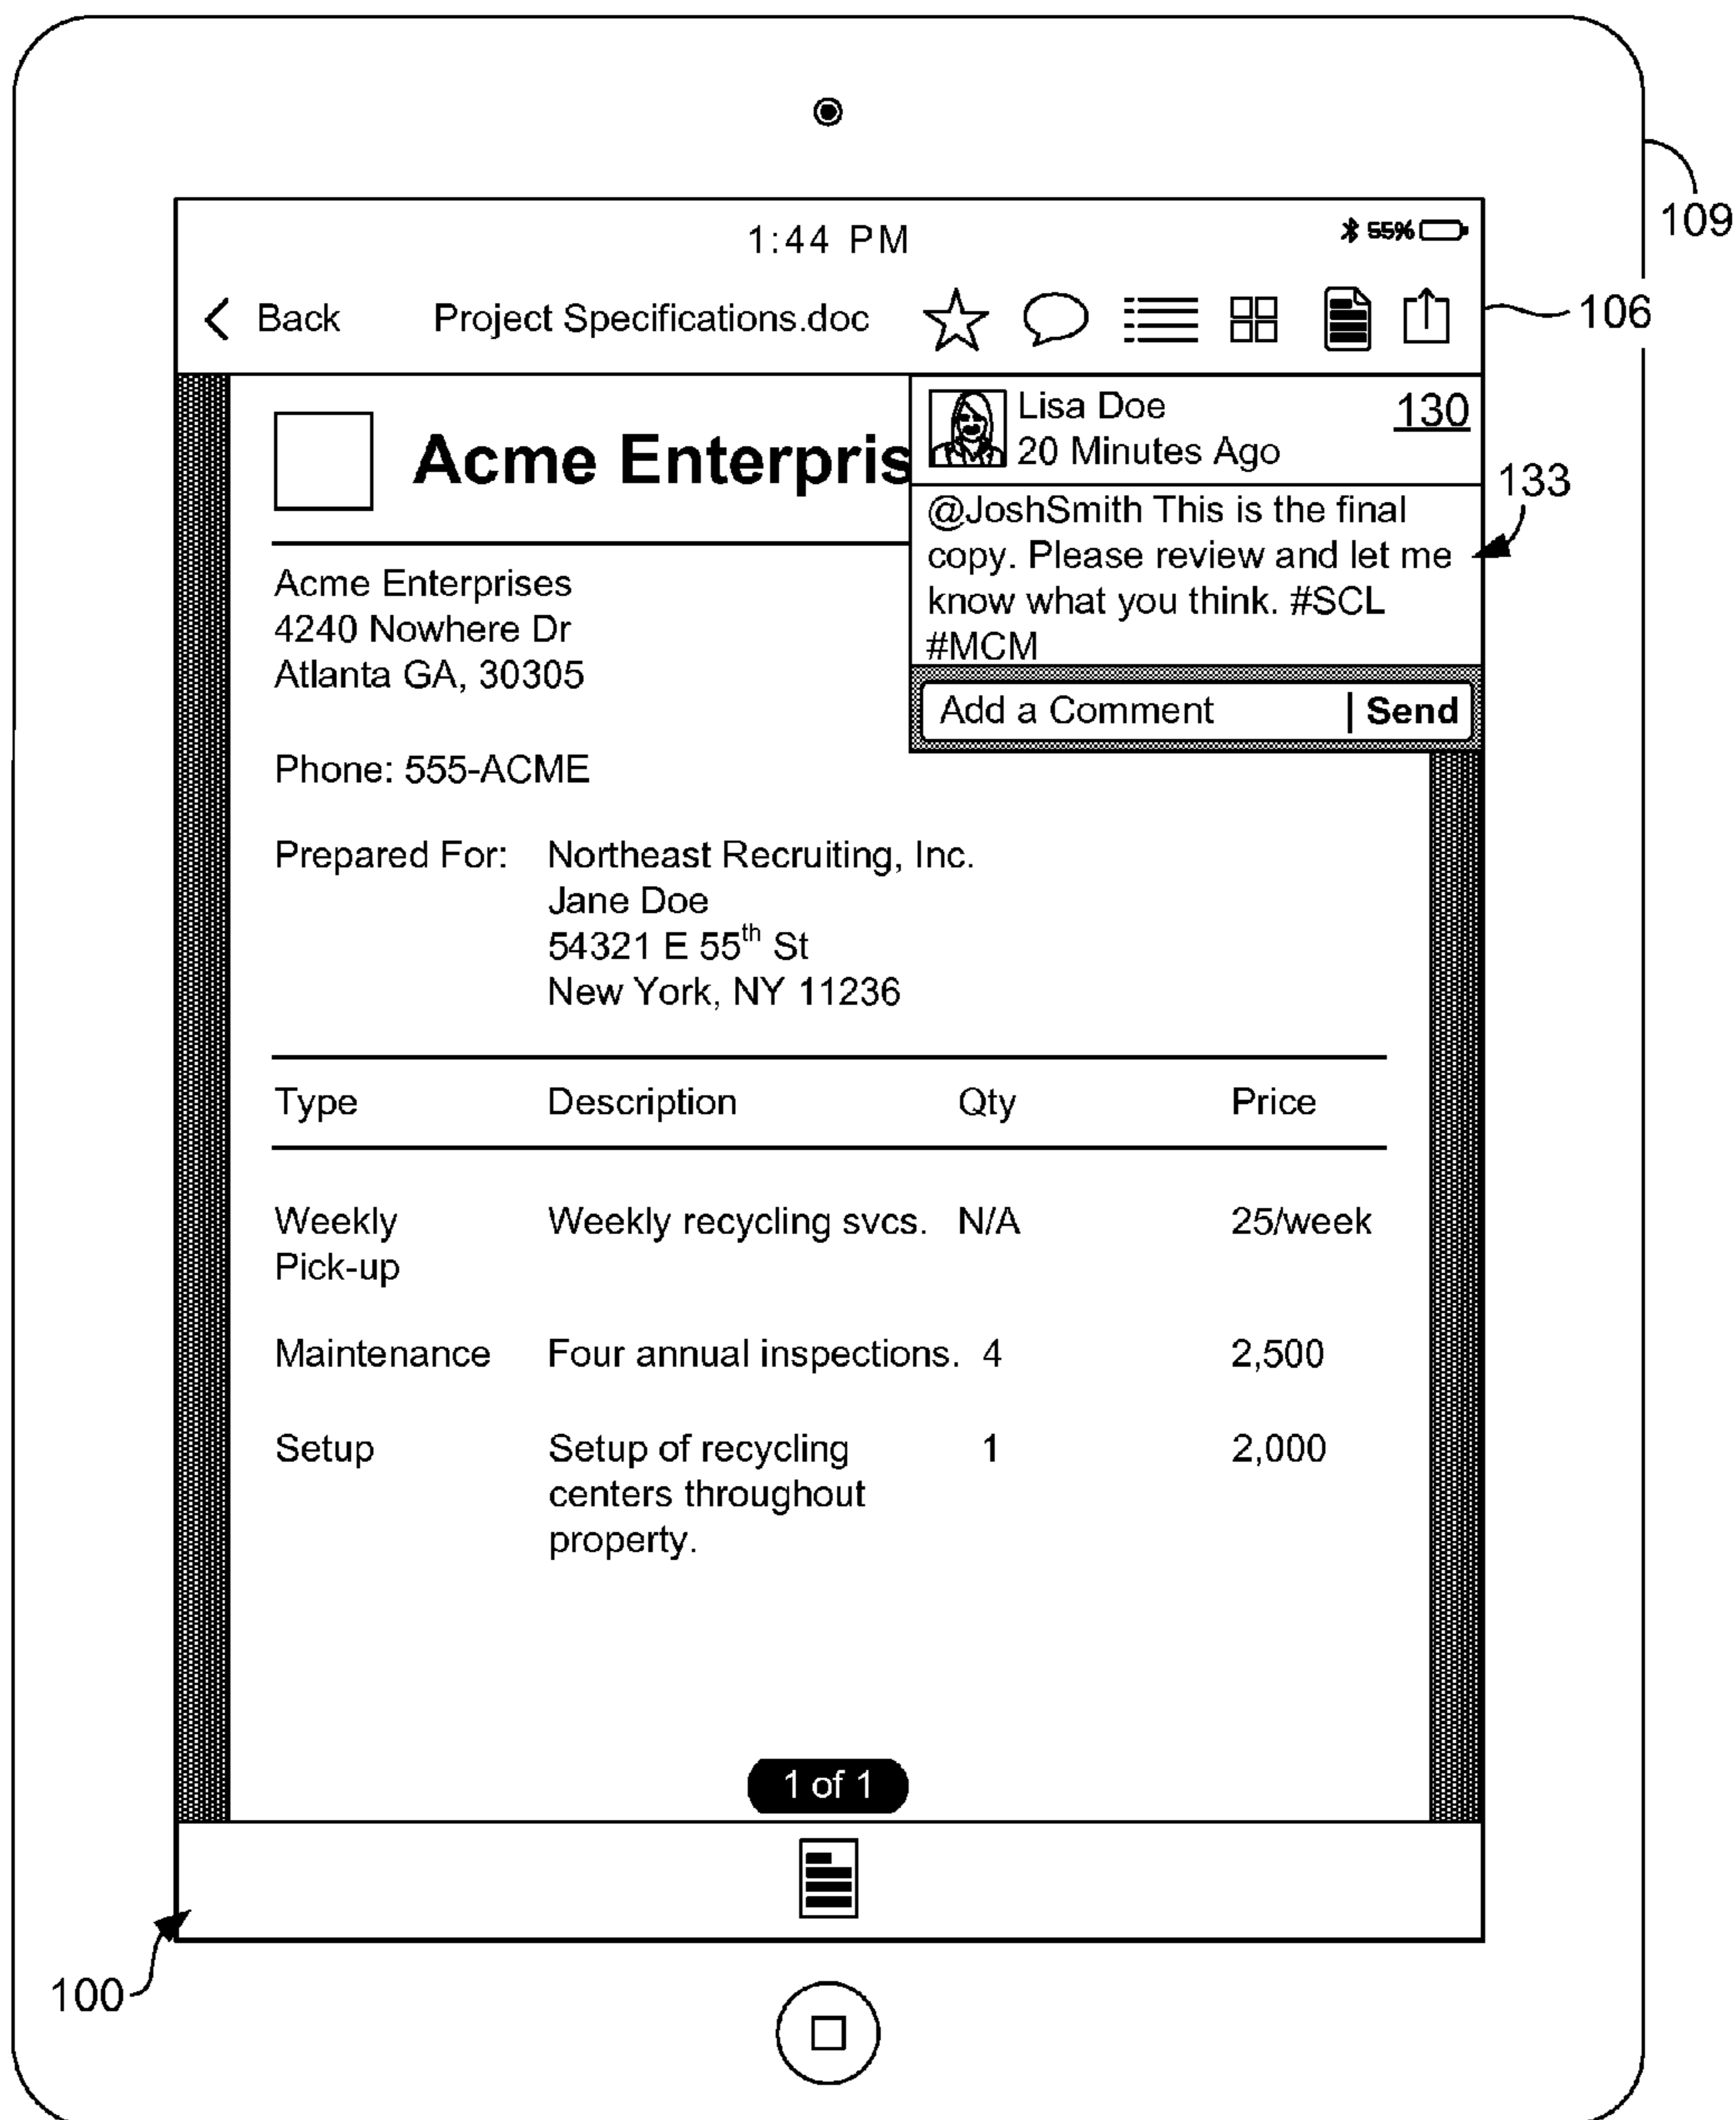 1:44 PM
55%
109
Back Project Specifications.doc
106
Lisa Doe
130
20 Minutes Ago
Acme Enterpris
133
@JoshSmith This is the final
copy. Please review and let me
know what you think. #SCL
#MCM
Add a Comment | Send
Acme Enterprises
4240 Nowhere Dr
Atlanta GA, 30305
Phone: 555-ACME
Prepared For: Northeast Recruiting, Inc.
Jane Doe
54321 E 55th St
New York, NY 11236
Type Description Qty Price
Weekly Weekly recycling svcs. N/A 25/week
Pick-up
Maintenance Four annual inspections. 4 2,500
Setup Setup of recycling 1 2,000
centers throughout
property.
1 of 1
100